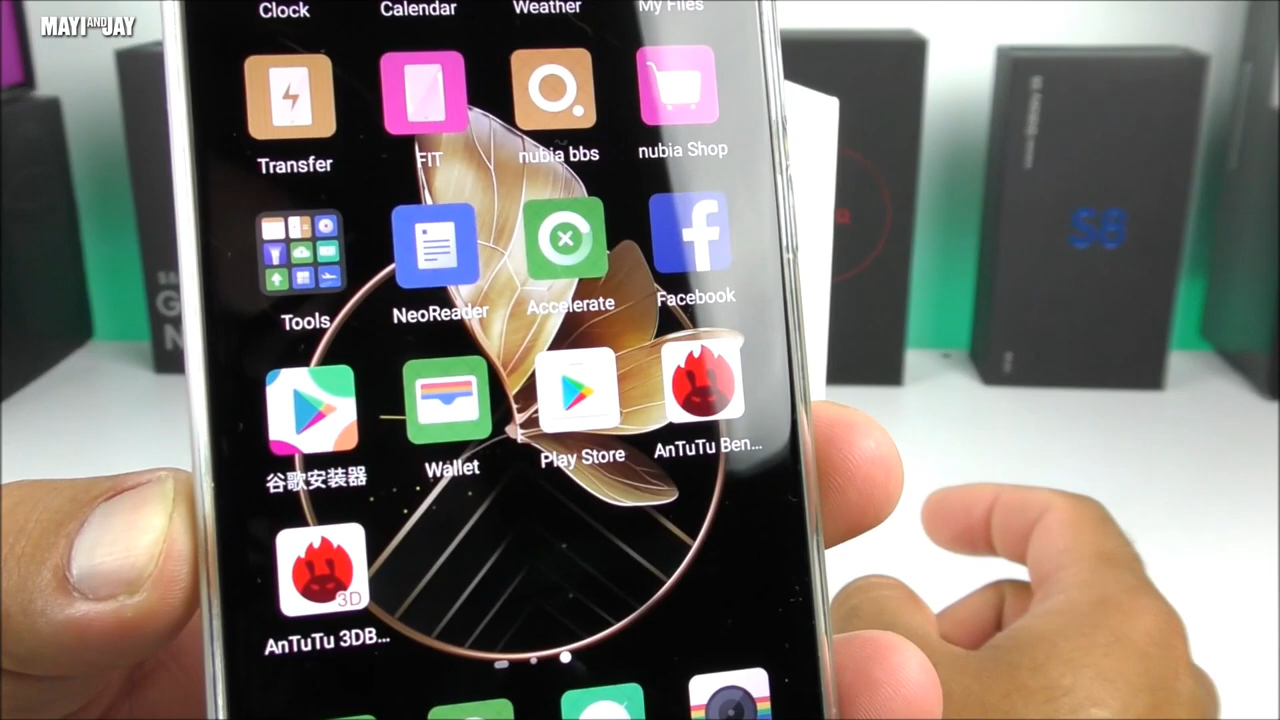 MAYI AND JAY
Clock Calendar Weather My Files
Transfer FIT nubia bbs nubia Shop
Tools NeoReader Accelerate Facebook
谷歌安装器 Wallet Play Store AnTuTu Ben...
3D
AnTuTu 3DB...
S8